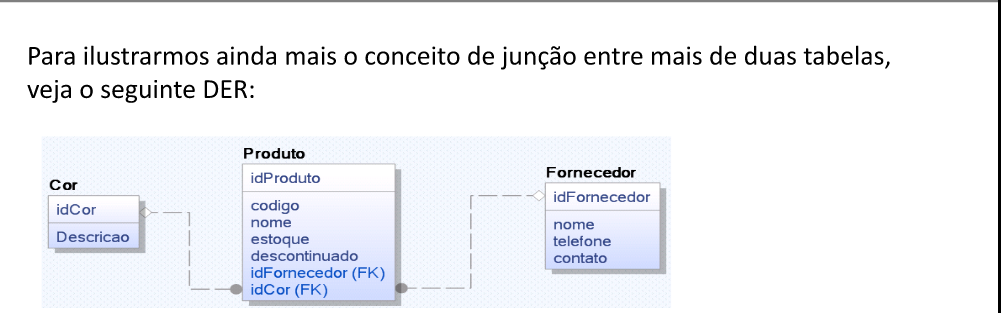 Para ilustrarmos ainda mais o conceito de junção entre mais de duas tabelas,
veja o seguinte DER:
Cor
idCor
Descricao
Produto
idProduto
codigo
nome
estoque
descontinuado
idFornecedor (FK)
idCor (FK)
Fornecedor
idFornecedor
nome
telefone
contato